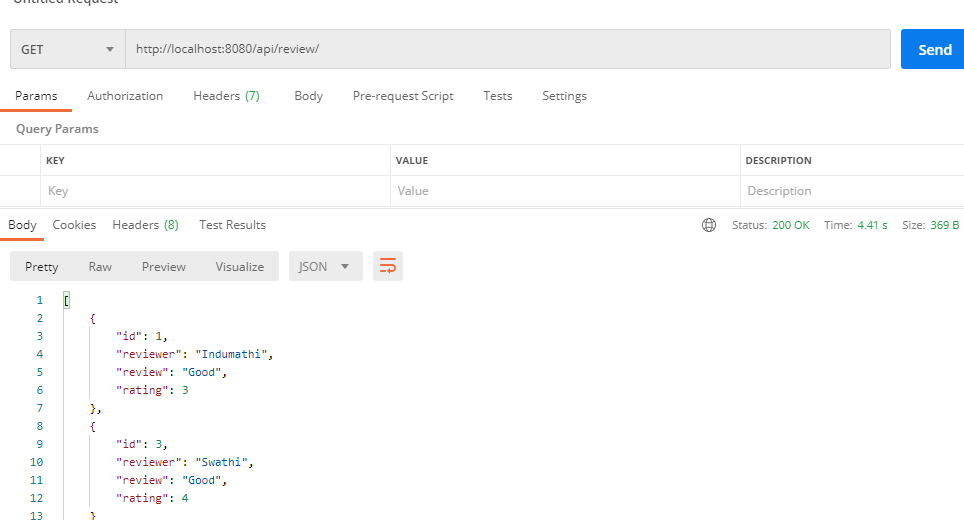 Untitled Request
GET http://localhost:8080/api/review/ Send
Params Authorization Headers (7) Body Pre-request Script Tests Settings
Query Params
KEY VALUE DESCRIPTION
Key Value Description
Body Cookies Headers (8) Test Results Status: 200 OK Time: 4.41 s Size: 369 B
Pretty Raw Preview Visualize JSON
1 [
2 {
3 "id": 1,
4 "reviewer": "Indumathi",
5 "review": "Good",
6 "rating": 3
7 },
8 {
9 "id": 3,
10 "reviewer": "Swathi",
11 "review": "Good",
12 "rating": 4
13 }